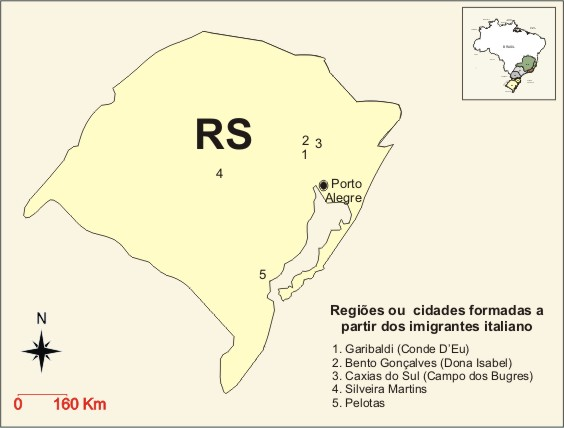 BRASIL
RS
2
3
1
4
Porto
Alegre
5
Regiões ou cidades formadas a
partir dos imigrantes italiano
1. Garibaldi (Conde D'Eu)
2. Bento Gonçalves (Dona Isabel)
3. Caxias do Sul (Campo dos Bugres)
4. Silveira Martins
5. Pelotas
N
0 160 Km